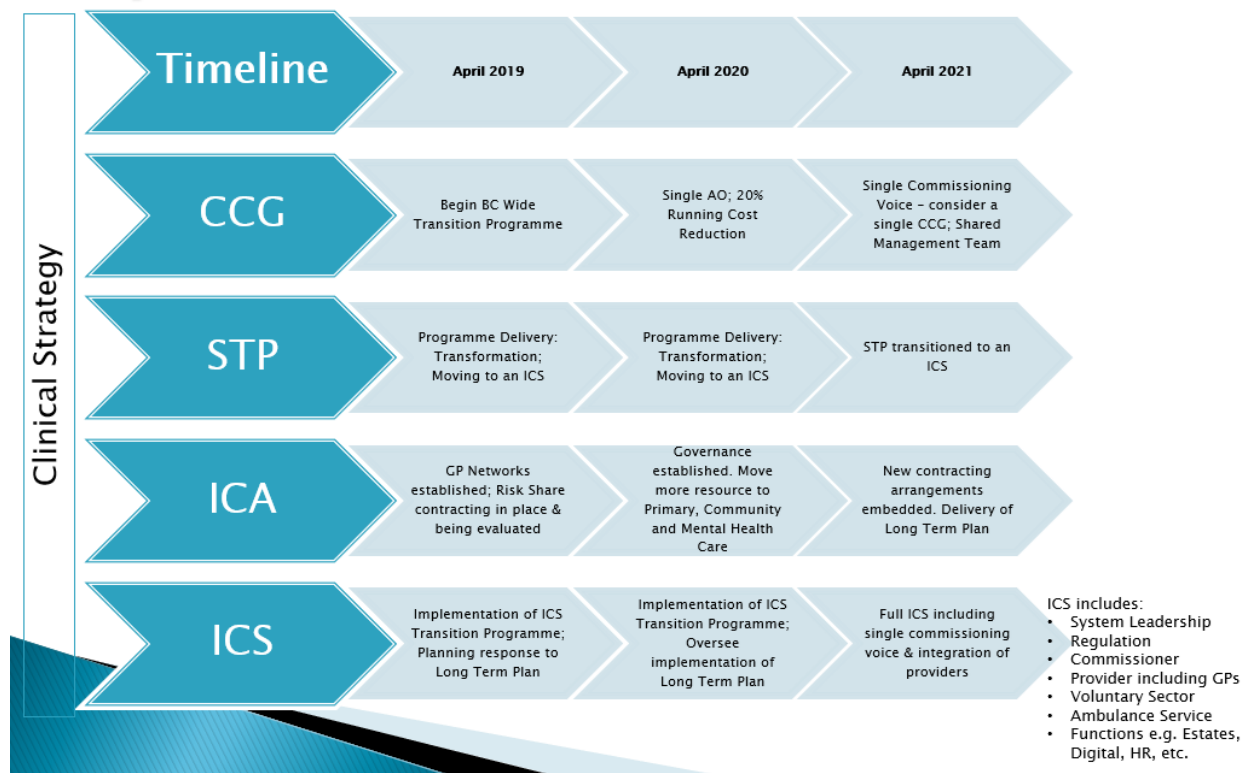 Clinical Strategy
Timeline
April 2019
April 2020
April 2021
CCG
Begin BC Wide
Transition Programme
Single AO; 20%
Running Cost
Reduction
Single Commissioning
Voice – consider a
single CCG; Shared
Management Team
STP
Programme Delivery:
Transformation;
Moving to an ICS
Programme Delivery:
Transformation;
Moving to an ICS
STP transitioned to an
ICS
ICA
GP Networks
established; Risk Share
contracting in place &
being evaluated
Governance
established. Move
more resource to
Primary, Community
and Mental Health
Care
New contracting
arrangements
embedded. Delivery of
Long Term Plan
ICS
Implementation of ICS
Transition Programme;
Planning response to
Long Term Plan
Implementation of ICS
Transition Programme;
Oversee
implementation of
Long Term Plan
Full ICS including
single commissioning
voice & integration of
providers
ICS includes:
• System Leadership
• Regulation
• Commissioner
• Provider including GPs
• Voluntary Sector
• Ambulance Service
• Functions e.g. Estates,
Digital, HR, etc.